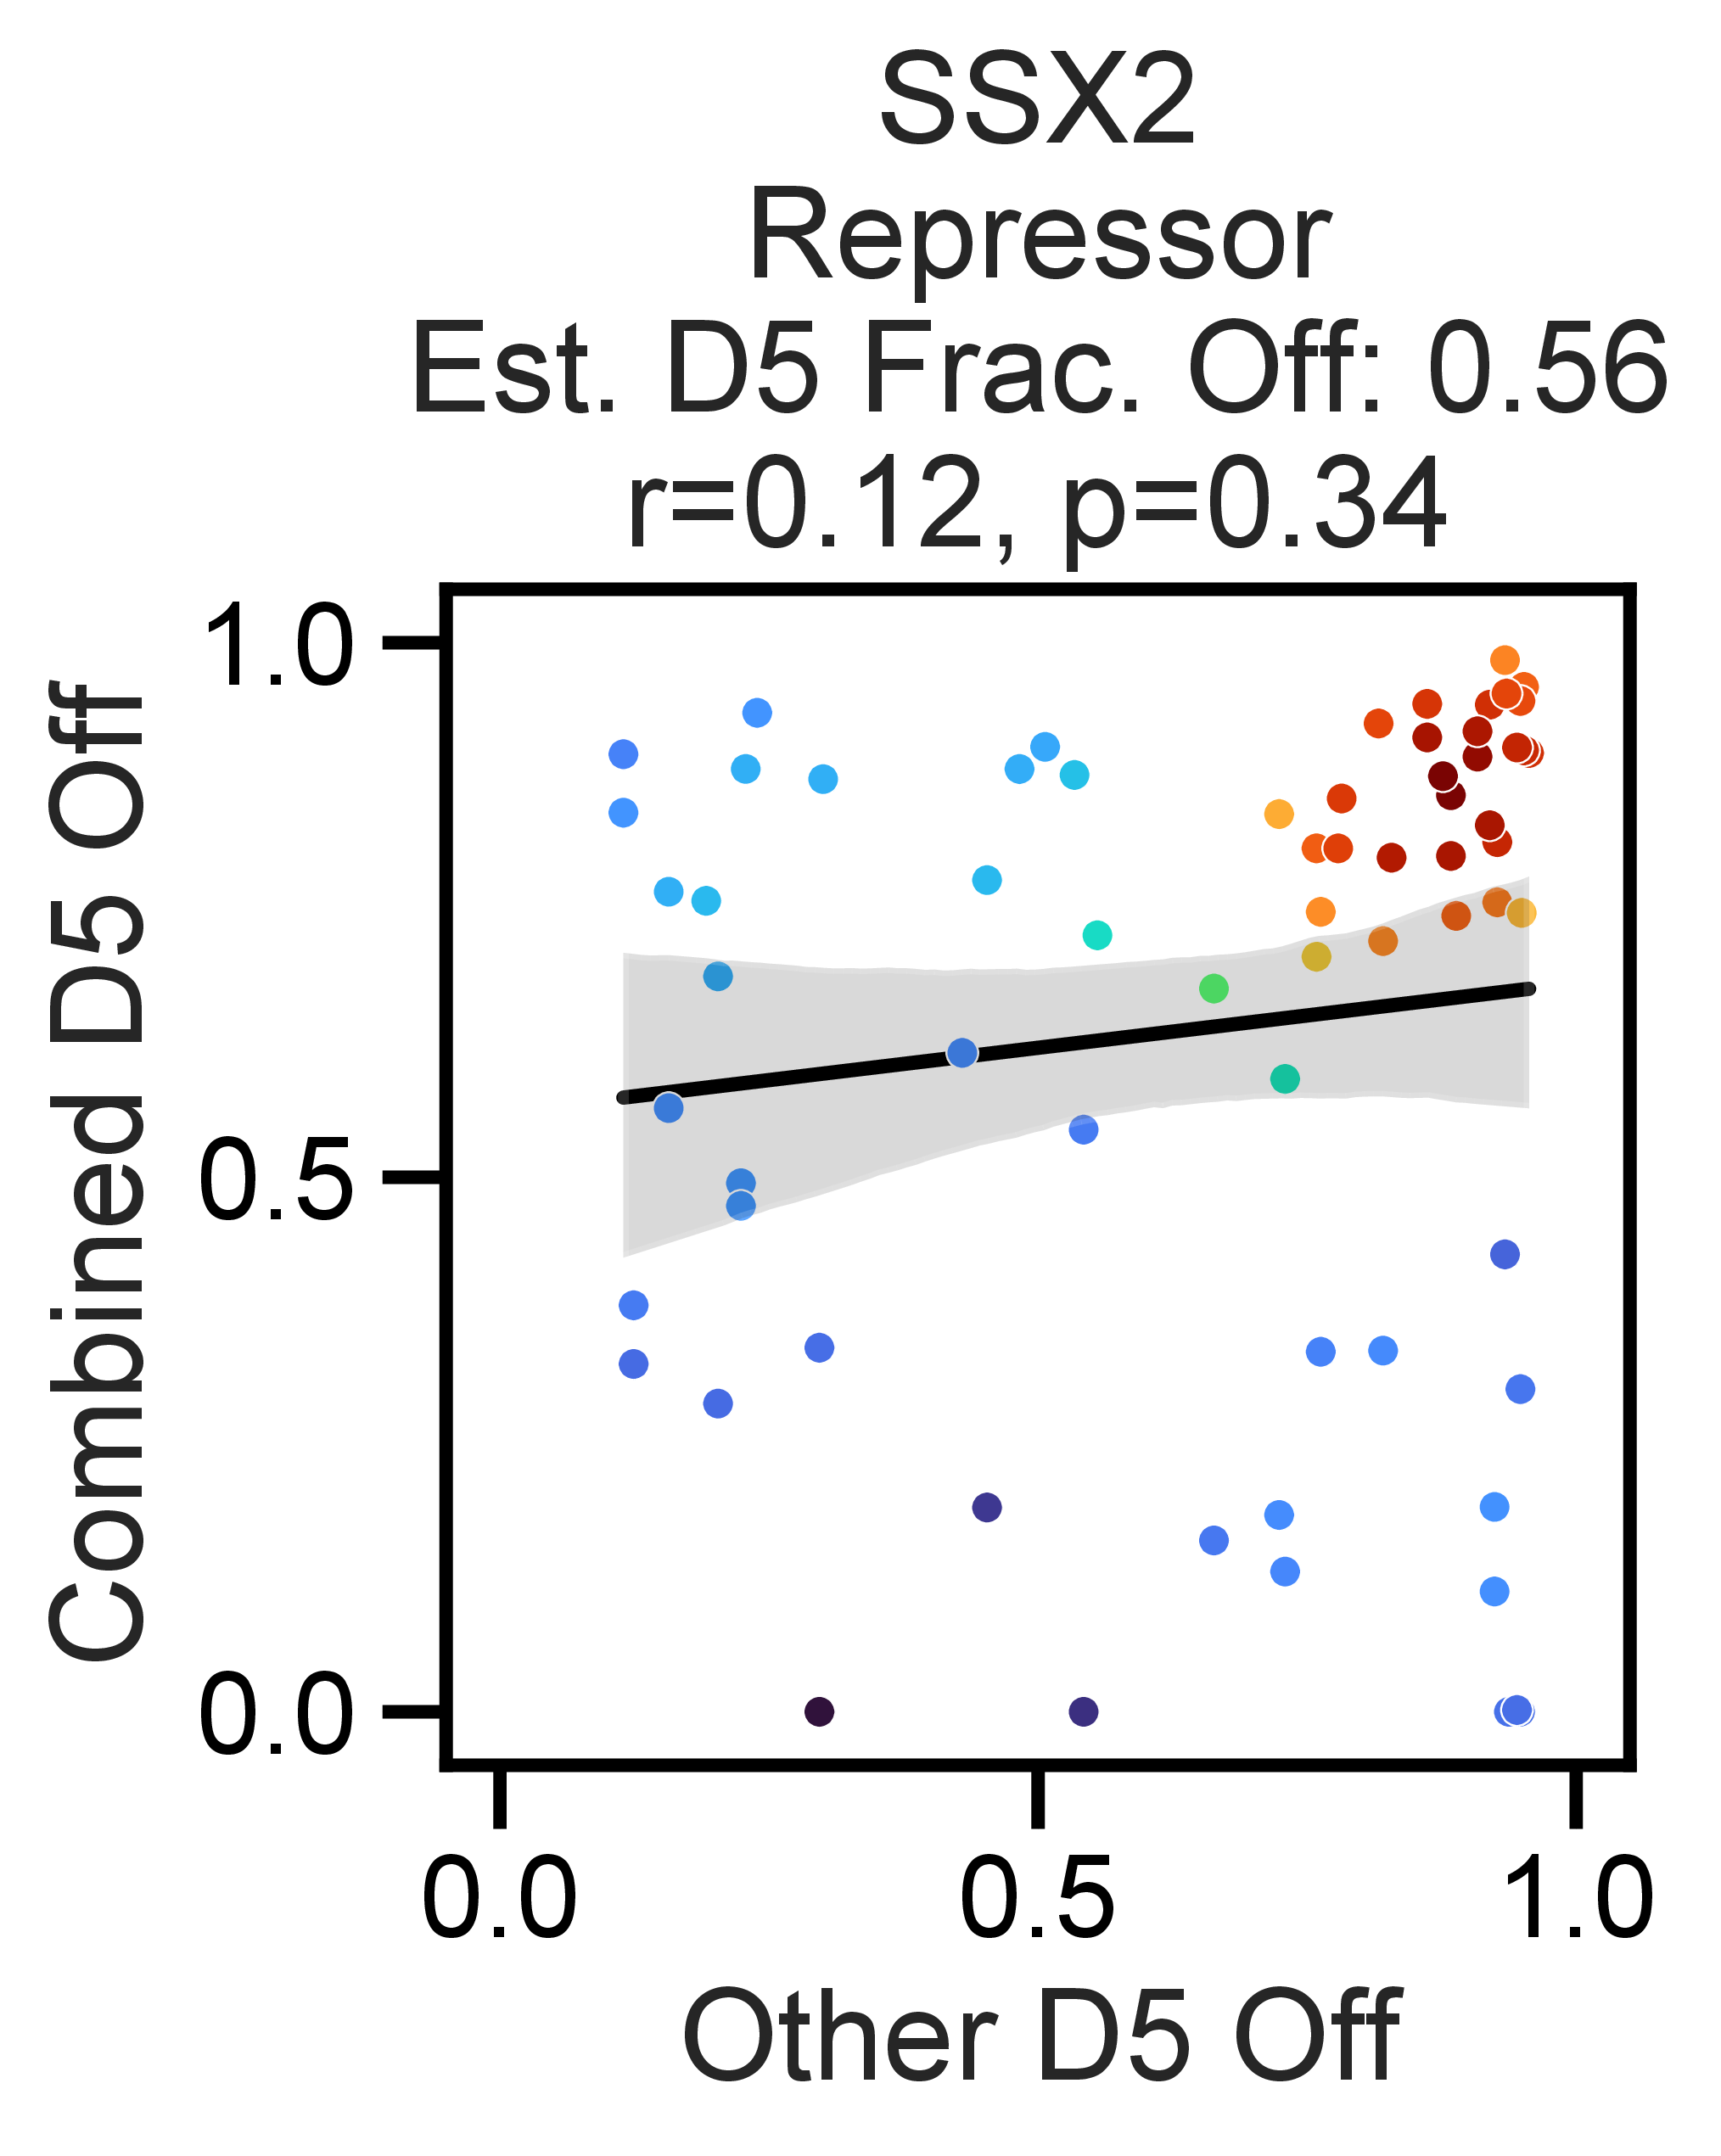 SSX2
Repressor
Est. D5 Frac. Off: 0.56
r=0.12, p=0.34
Combined D5 Off
1.0
0.5
0.0
0.0 0.5 1.0
Other D5 Off